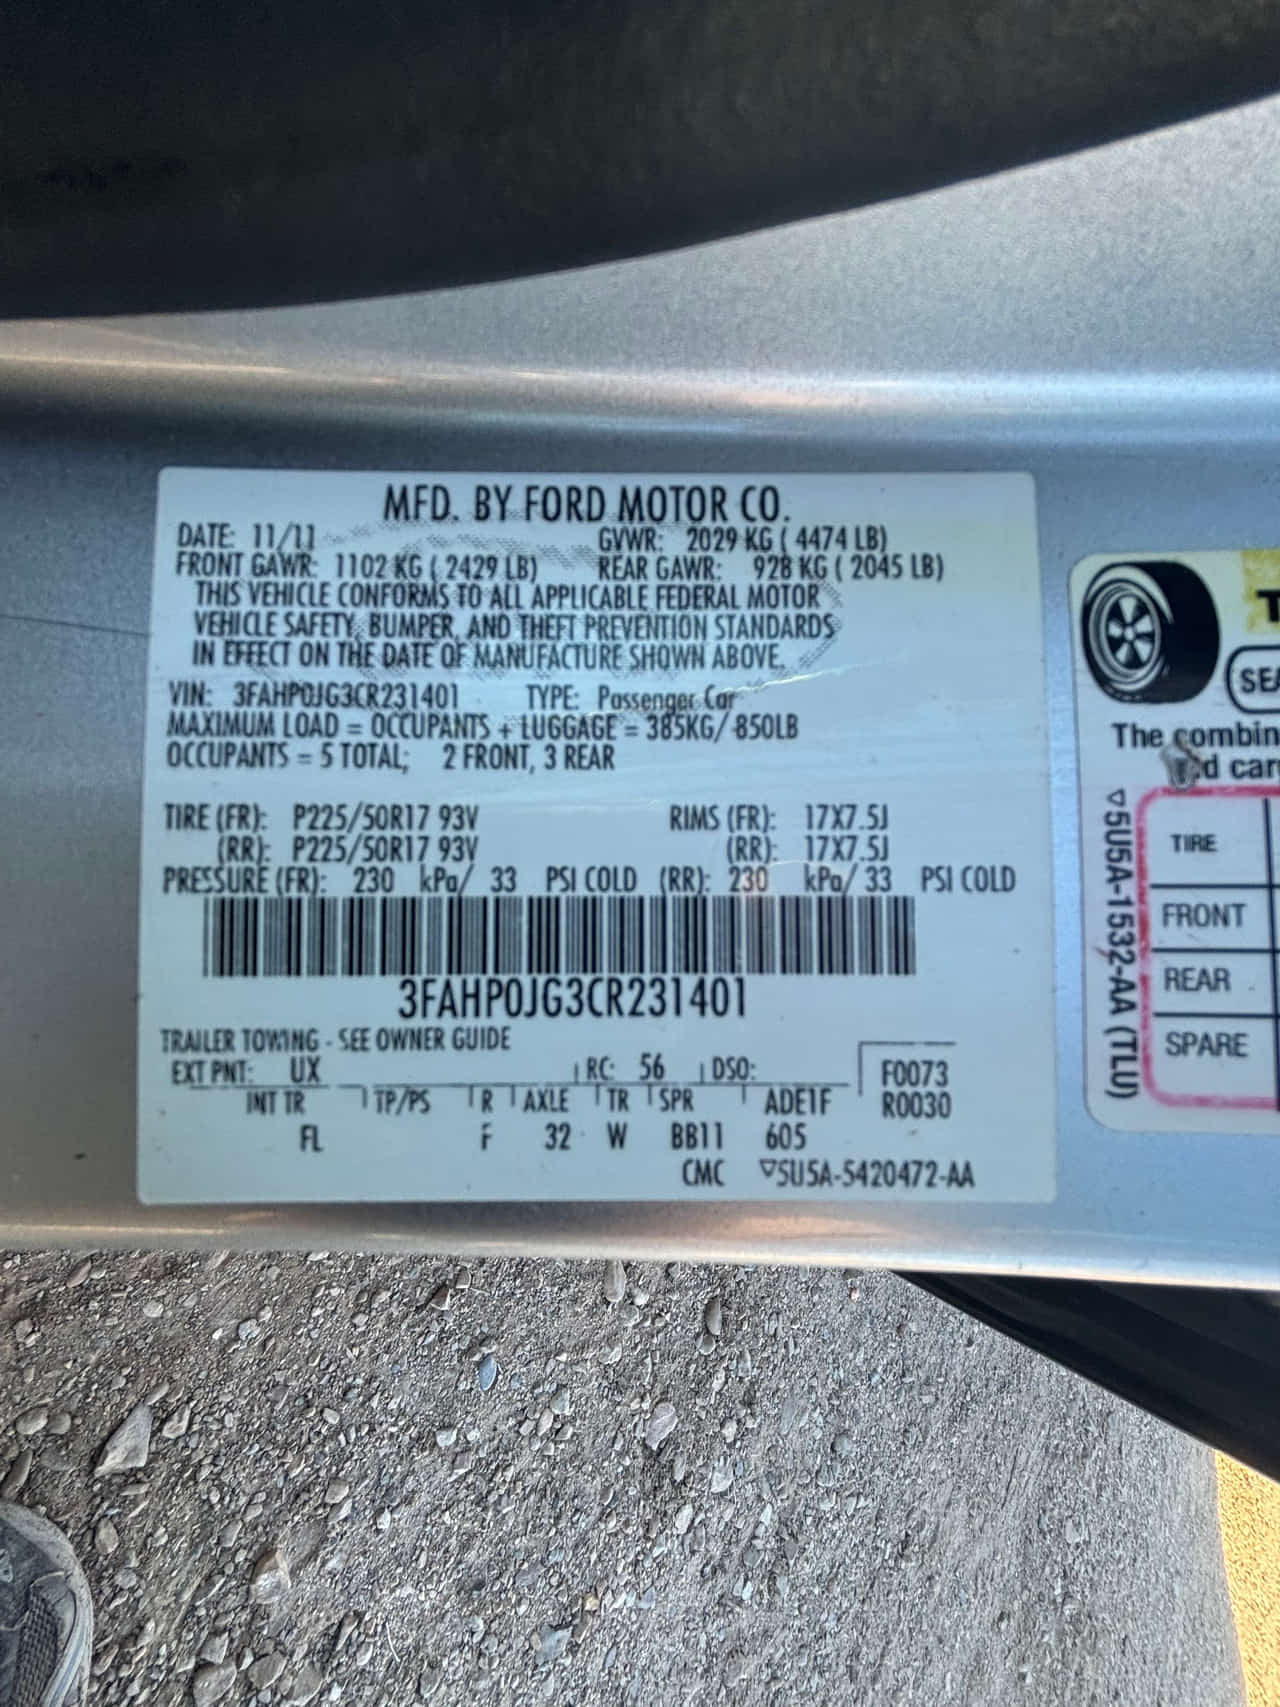 MFD. BY FORD MOTOR CO.
DATE: 11/11 GVWR: 2029 KG ( 4474 LB)
FRONT GAWR: 1102 KG ( 2429 LB) REAR GAWR: 928 KG ( 2045 LB)
THIS VEHICLE CONFORMS TO ALL APPLICABLE FEDERAL MOTOR
VEHICLE SAFETY, BUMPER, AND THEFT PREVENTION STANDARDS
IN EFFECT ON THE DATE OF MANUFACTURE SHOWN ABOVE.
VIN: 3FAHP0JG3CR231401 TYPE: Passenger Car
MAXIMUM LOAD = OCCUPANTS + LUGGAGE = 385KG/ 850LB
OCCUPANTS = 5 TOTAL; 2 FRONT, 3 REAR
TIRE (FR): P225/50R17 93V RIMS (FR): 17X7.5J
(RR): P225/50R17 93V (RR): 17X7.5J
PRESSURE (FR): 230 kPa/ 33 PSI COLD (RR): 230 kPa/ 33 PSI COLD
3FAHP0JG3CR231401
TRAILER TOWING - SEE OWNER GUIDE
EXT PNT: UX RC: 56 DSO: F0073
INT TR TP/PS R AXLE TR SPR ADE1F R0030
FL F 32 W BB11 605
CMC ▽5U5A-5420472-AA
T
SEA
The combin
car
▽5U5A-1532-AA (TLU)
TIRE
FRONT
REAR
SPARE